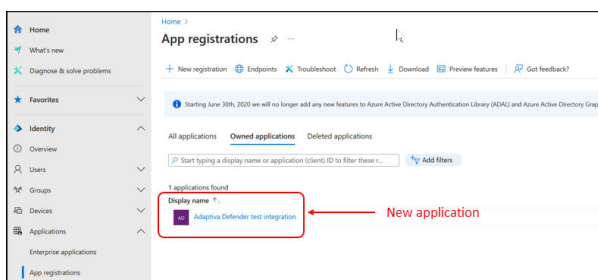 Home
What's new
Diagnose & solve problems
Favorites
Identity
Overview
Users
Groups
Devices
Applications
Enterprise applications
App registrations
Home >
App registrations
New registration Endpoints Troubleshoot Refresh Download Preview features Got feedback?
Starting June 30th, 2020 we will no longer add any new features to Azure Active Directory Authentication Library (ADAL) and Azure Active Directory Grap
All applications Owned applications Deleted applications
Start typing a display name or application (client) ID to filter these r... Add filters
1 applications found
Display name
AD Adaptiva Defender test integration
New application